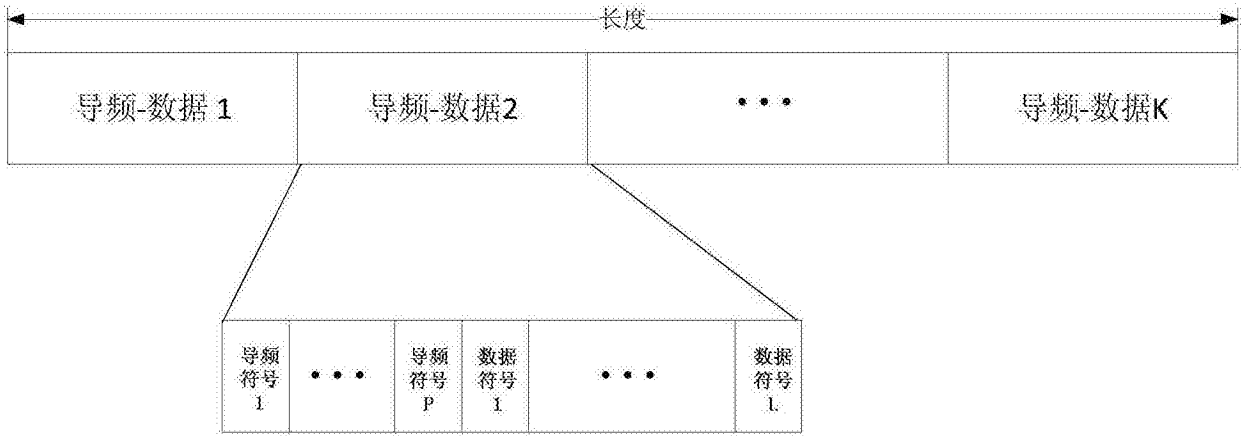 长度
导频-数据 1
导频-数据2
• • •
导频-数据K
导频
符号
1
• • •
导频
符号
P
数据
符号
1
• • •
数据
符号
L